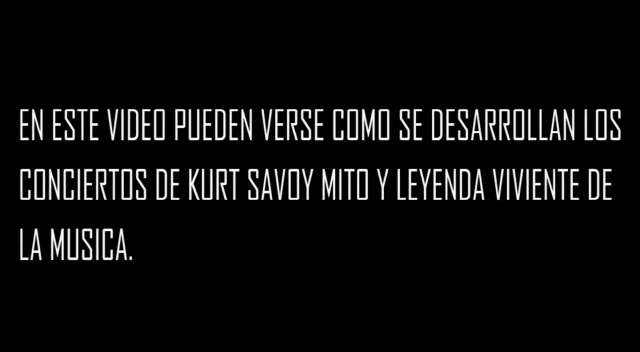 EN ESTE VIDEO PUEDEN VERSE COMO SE DESARROLLAN LOS
CONCIERTOS DE KURT SAVOY MITO Y LEYENDA VIVIENTE DE
LA MUSICA.